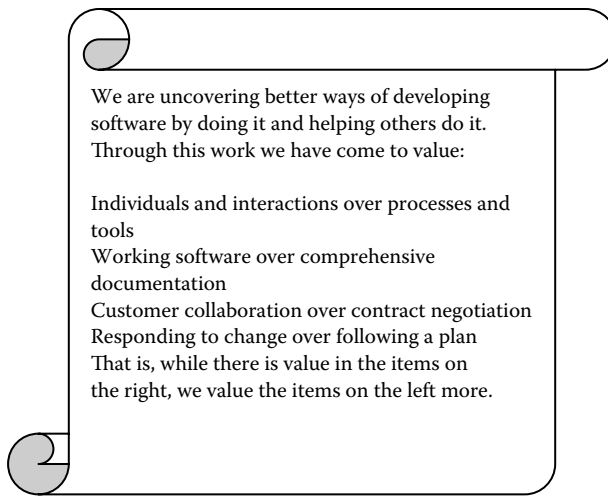 We are uncovering better ways of developing
software by doing it and helping others do it.
Through this work we have come to value:
Individuals and interactions over processes and
tools
Working software over comprehensive
documentation
Customer collaboration over contract negotiation
Responding to change over following a plan
That is, while there is value in the items on
the right, we value the items on the left more.